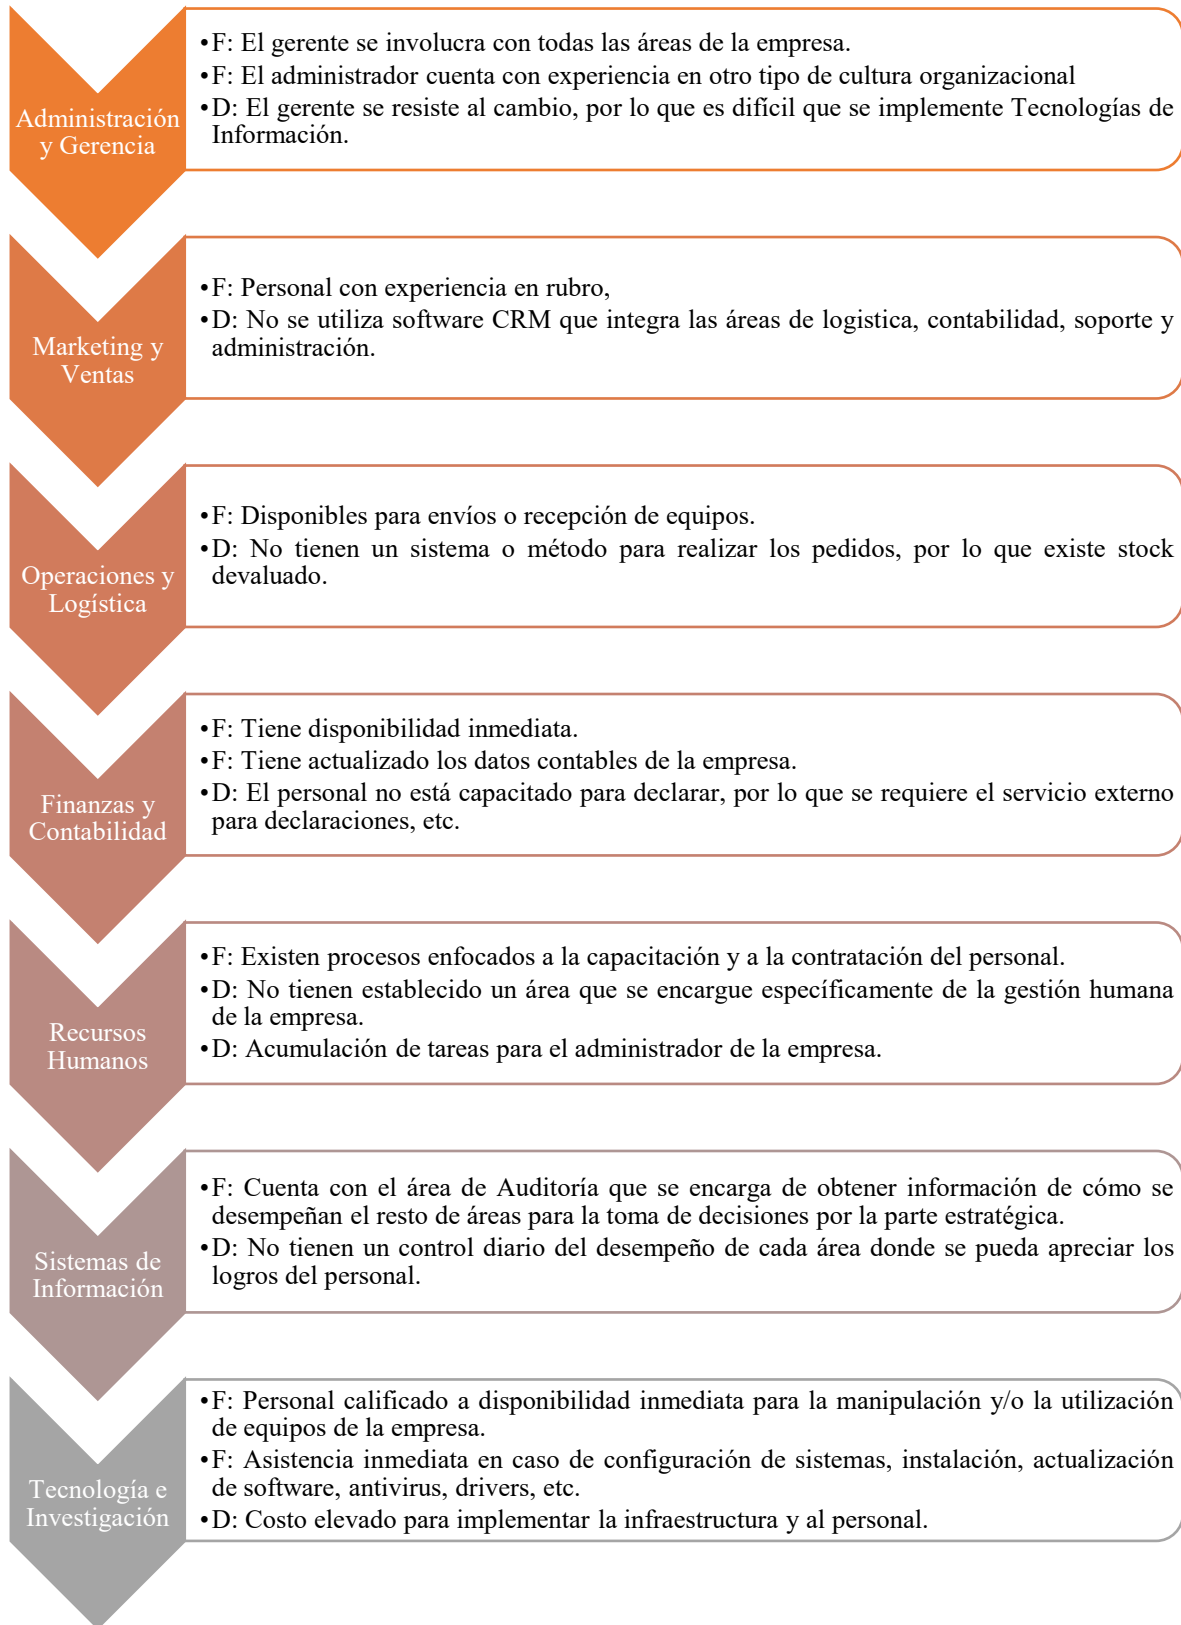 Administración
y Gerencia
•F: El gerente se involucra con todas las áreas de la empresa.
•F: El administrador cuenta con experiencia en otro tipo de cultura organizacional
•D: El gerente se resiste al cambio, por lo que es difícil que se implemente Tecnologías de
Información.
Marketing y
Ventas
•F: Personal con experiencia en rubro,
•D: No se utiliza software CRM que integra las áreas de logistica, contabilidad, soporte y
administración.
Operaciones y
Logística
•F: Disponibles para envíos o recepción de equipos.
•D: No tienen un sistema o método para realizar los pedidos, por lo que existe stock
devaluado.
Finanzas y
Contabilidad
•F: Tiene disponibilidad inmediata.
•F: Tiene actualizado los datos contables de la empresa.
•D: El personal no está capacitado para declarar, por lo que se requiere el servicio externo
para declaraciones, etc.
Recursos
Humanos
•F: Existen procesos enfocados a la capacitación y a la contratación del personal.
•D: No tienen establecido un área que se encargue específicamente de la gestión humana
de la empresa.
•D: Acumulación de tareas para el administrador de la empresa.
Sistemas de
Información
•F: Cuenta con el área de Auditoría que se encarga de obtener información de cómo se
desempeñan el resto de áreas para la toma de decisiones por la parte estratégica.
•D: No tienen un control diario del desempeño de cada área donde se pueda apreciar los
logros del personal.
Tecnología e
Investigación
•F: Personal calificado a disponibilidad inmediata para la manipulación y/o la utilización
de equipos de la empresa.
•F: Asistencia inmediata en caso de configuración de sistemas, instalación, actualización
de software, antivirus, drivers, etc.
•D: Costo elevado para implementar la infraestructura y al personal.